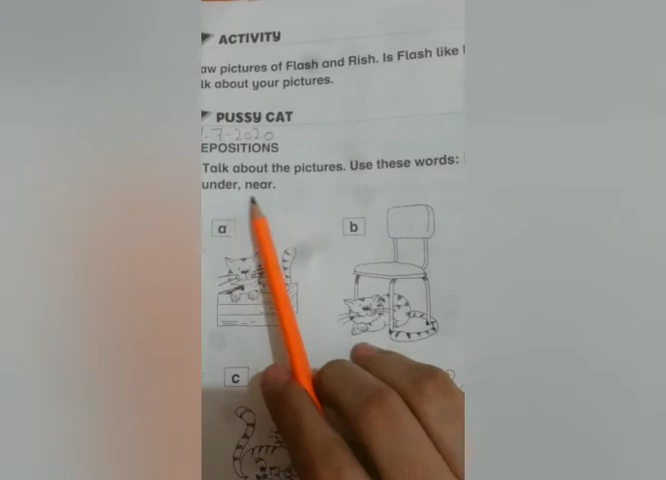 ACTIVITY
aw pictures of Flash and Rish. Is Flash like
lk about your pictures.
PUSSY CAT
-7-2020
EPOSITIONS
Talk about the pictures. Use these words:
under, near.
a
b
c